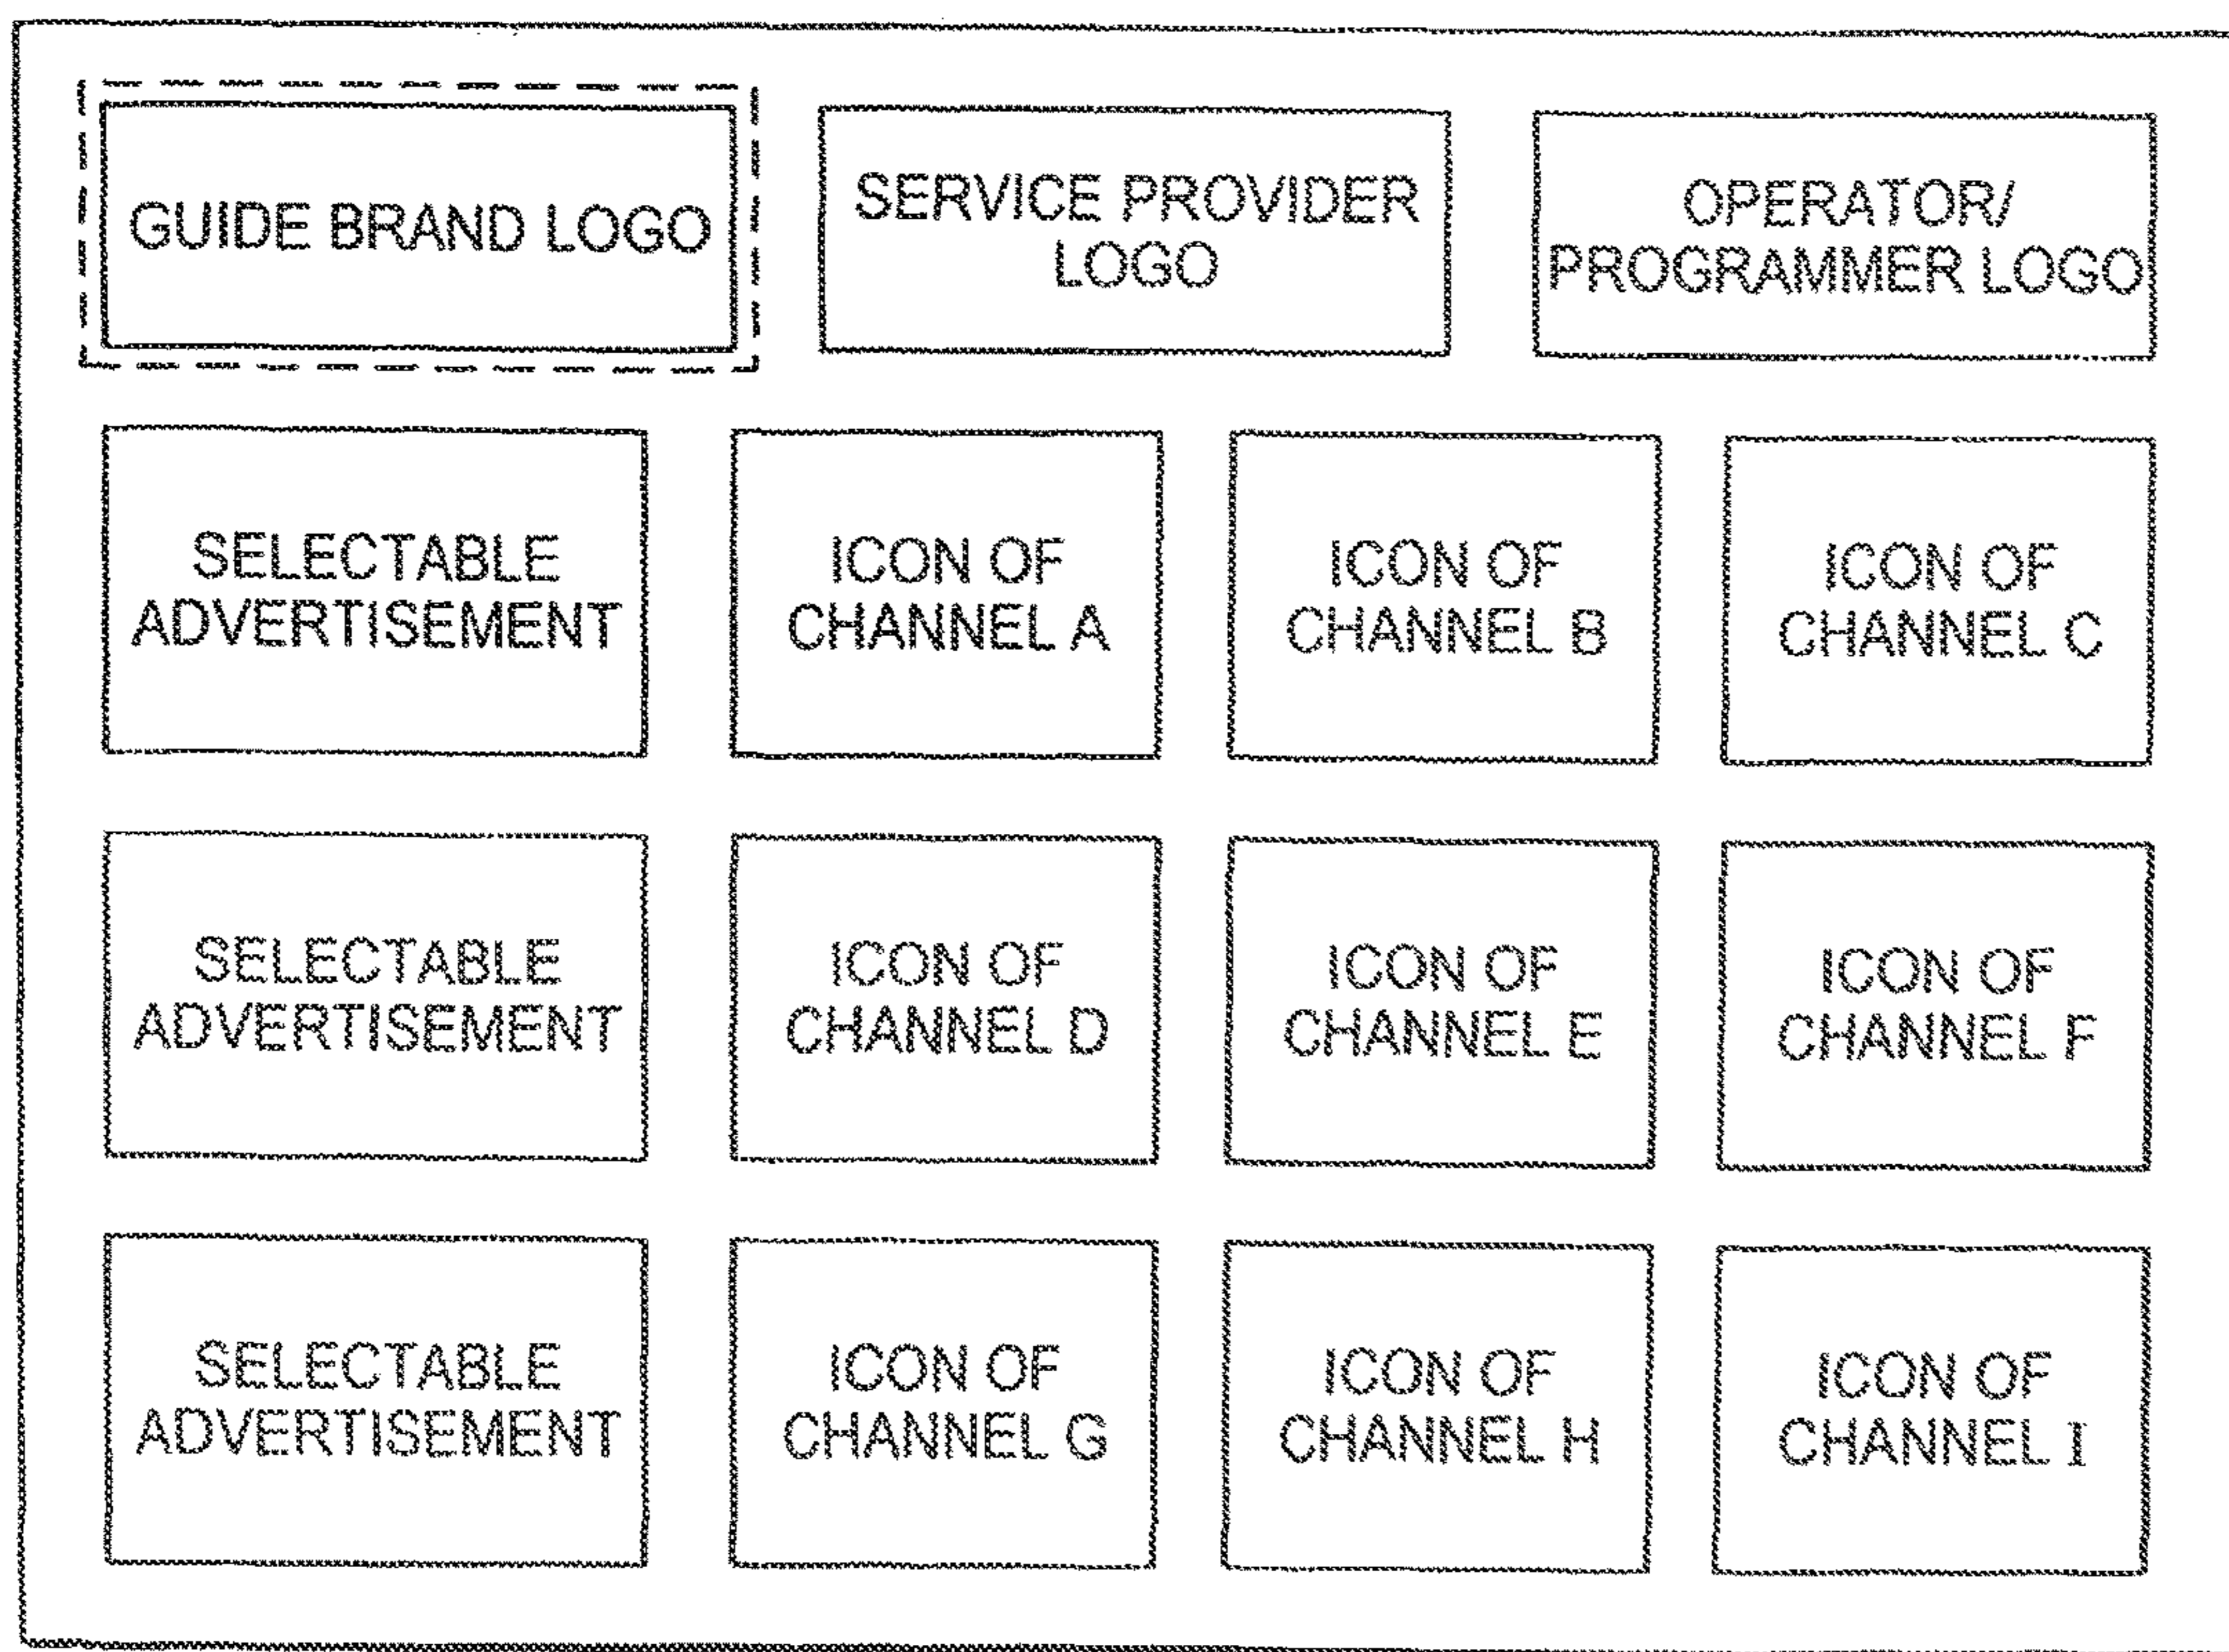 GUIDE BRAND LOGO
SERVICE PROVIDER
LOGO
OPERATOR/
PROGRAMMER LOGO
SELECTABLE
ADVERTISEMENT
ICON OF
CHANNEL A
ICON OF
CHANNEL B
ICON OF
CHANNEL C
SELECTABLE
ADVERTISEMENT
ICON OF
CHANNEL D
ICON OF
CHANNEL E
ICON OF
CHANNEL F
SELECTABLE
ADVERTISEMENT
ICON OF
CHANNEL G
ICON OF
CHANNEL H
ICON OF
CHANNEL I